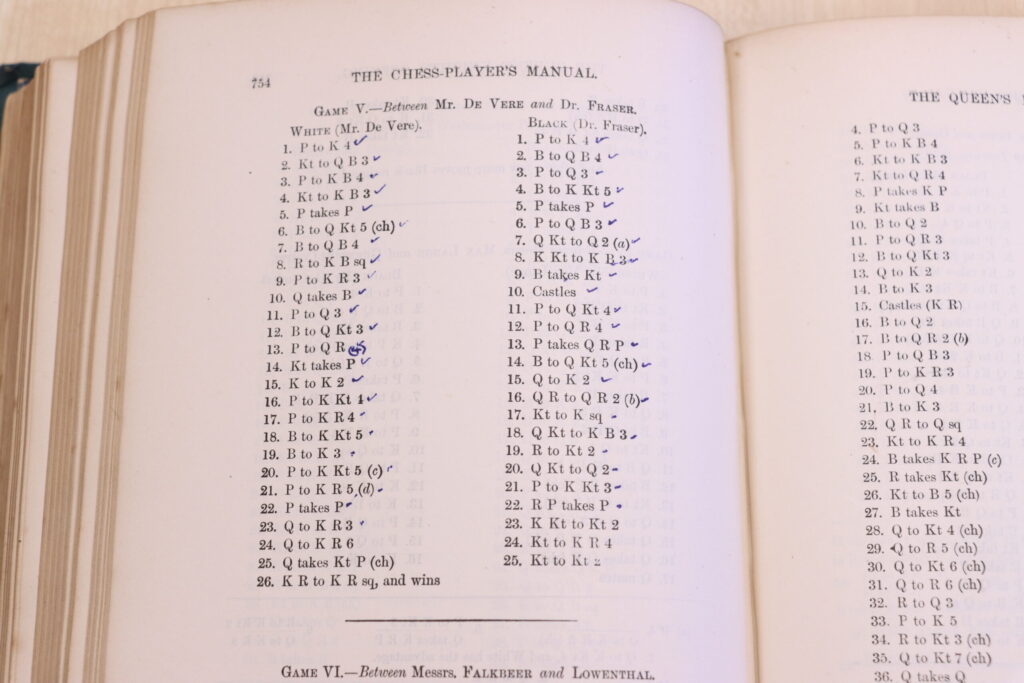 754
THE CHESS-PLAYER'S MANUAL.
GAME V.—Between MR. DE VERE and DR. FRASER.
WHITE (Mr. De Vere).
1. P to K 4
2. Kt to Q B 3
3. P to K B 4
4. Kt to K B 3
5. P takes P
6. B to Q Kt 5 (ch)
7. B to Q B 4
8. R to K B sq
9. P to K R 3
10. Q takes B
11. P to Q 3
12. B to Q Kt 3
13. P to Q R
14. Kt takes P
15. K to K 2
16. P to K Kt 4
17. P to K R 4
18. B to K Kt 5
19. B to K 3
20. P to K Kt 5 (c)
21. P to K R 5 (d)
22. P takes P
23. Q to K R 3
24. Q to K R 6
25. Q takes Kt P (ch)
26. K R to K R sq, and wins
BLACK (Dr. Fraser).
1. P to K 4
2. B to Q B 4
3. P to Q 3
4. B to K Kt 5
5. P takes P
6. P to Q B 3
7. Q Kt to Q 2 (a)
8. K Kt to K B 3
9. B takes Kt
10. Castles
11. P to Q Kt 4
12. P to Q R 4
13. P takes Q R P
14. B to Q Kt 5 (ch)
15. Q to K 2
16. Q R to Q R 2 (b)
17. Kt to K sq
18. Q Kt to K B 3
19. R to Kt 2
20. Q Kt to Q 2
21. P to K Kt 3
22. R P takes P
23. K Kt to Kt 2
24. Kt to K R 4
25. Kt to Kt 2
GAME VI.—Between MESSRS. FALKBEER and LOWENTHAL.
THE QUEEN'S
4. P to Q 3
5. P to K B 4
6. Kt to K B 3
7. Kt to Q R 4
8. P takes K P
9. Kt takes B
10. B to Q 2
11. P to Q R 3
12. B to Q Kt 3
13. Q to K 2
14. B to K 3
15. Castles (K R)
16. B to Q 2
17. B to Q R 2 (b)
18. P to Q B 3
19. P to K R 3
20. P to Q 4
21. B to K 3
22. Q R to Q sq
23. Kt to K R 4
24. B takes K R P (c)
25. R takes Kt (ch)
26. Kt to B 5 (ch)
27. B takes Kt
28. Q to Kt 4 (ch)
29. Q to R 5 (ch)
30. Q to Kt 6 (ch)
31. Q to R 6 (ch)
32. R to Q 3
33. P to K 5
34. R to Kt 3 (ch)
35. Q to Kt 7 (ch)
36. Q takes Q